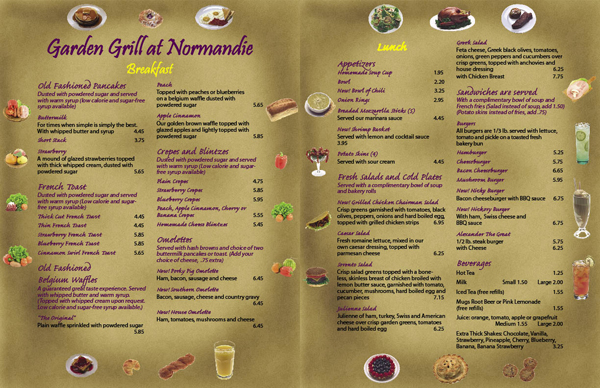 Garden Grill at Normandie
Breakfast
Old Fashioned Pancakes
Dusted with powdered sugar and served
with warm syrup (low calorie and sugar-free
syrup available)
Buttermilk
For times when simple is simply the best.
With whipped butter and syrup 4.45
Short Stack 3.75
Strawberry
A mound of glazed strawberries topped
with thick whipped cream, dusted with
powdered sugar 5.65
French Toast
Dusted with powdered sugar and served
with warm syrup (Low calorie and sugar-
free syrup available)
Thick Cut French Toast 4.45
Thin French Toast 4.45
Strawberry French Toast 5.85
Blueberry French Toast 5.85
Cinnamon Swirl French Toast 5.65
Old Fashioned
Belgium Waffles
A guaranteed great taste experience. Served
with whipped butter and warm syrup.
(Topped with whipped cream upon request.
Low calorie and sugar-free syrup available.)
"The Original"
Plain waffle sprinkled with powdered sugar
5.85
Peach
Topped with peaches or blueberries
on a belgium waffle dusted with
powdered sugar 5.65
Apple Cinnamon
Our golden brown waffle topped with
glazed apples and lightly topped with
powdered sugar 5.85
Crepes and Blintzes
Dusted with powdered sugar and served
with warm syrup (Low calorie and sugar-
free syrup available)
Plain Crepes 4.75
Strawberry Crepes 5.85
Blueberry Crepes 5.95
Peach, Apple Cinnamon, Cherry or
Banana Crepes 5.55
Homemade Cheese Blintzes 5.45
Omelettes
Served with hash browns and choice of two
buttermilk pancakes or toast. (Add your
choice of cheese, .75 extra)
New! Porky Pig Omelette
Ham, bacon, sausage and cheese 6.45
New! Southern Omelette
Bacon, sausage, cheese and country gravy
6.45
New! House Omelette
Ham, tomatoes, mushrooms and cheese
6.45
Lunch
Appetizers
Homemade Soup Cup 1.95
Bowl 2.20
New! Bowl of Chili 3.25
Onion Rings 2.95
Breaded Mozzarella Sticks (5)
Served our marinara sauce 4.45
New! Shrimp Basket
Served with lemon and cocktail sauce
3.95
Potato Skins (4)
Served with sour cream 4.45
Fresh Salads and Cold Plates
Served with a complimentary bowl of soup
and bakery rolls
New! Grilled Chicken Chairman Salad
Crisp greens garnished with tomatoes, black
olives, peppers, onions and hard boiled egg,
topped with grilled chicken strips 6.95
Caesar Salad
Fresh romaine lettuce, mixed in our
own caesar dressing, topped with
parmesan cheese 6.25
Crisp salad greens topped with a bone-
less, skinless breast of chicken broiled with
lemon butter sauce, garnished with tomato,
cucumber, mushrooms, hard boiled egg and
pecan pieces 7.15
Julienne Salad
Julienne of ham, turkey, Swiss and American
cheese over crisp garden greens, tomatoes
and hard boiled egg 6.25
Greek Salad
Feta cheese, Greek black olives, tomatoes,
onions, green peppers and cucumbers over
crisp greens, topped with anchovies and
house dressing 6.25
with Chicken Breast 7.75
Sandwiches are served
With a complimentary bowl of soup and
french fries (Salad instead of soup, add 1.50)
(Potato skins instead of fries, add .75)
Burgers
All burgers are 1/3 lb. served with lettuce,
tomato and pickle on a toasted fresh
bakery bun
Hamburger 5.25
Cheeseburger 5.75
Bacon Cheeseburger 6.65
Mushroom Burger 5.95
Bacon cheeseburger with BBQ sauce 6.75
New! Hickory Burger
With ham, Swiss cheese and
BBQ sauce 6.75
Alexander The Great
1/2 lb. steak burger 5.75
with Cheese 6.25
Beverages
Hot Tea 1.25
Milk Small 1.50 Large 2.00
Iced Tea (free refills) 1.55
Mugs Root Beer or Pink Lemonade
(free refills) 1.55
Juice: orange, tomato, apple or grapefruit
Medium 1.55 Large 2.00
Extra Thick Shakes: Chocolate, Vanilla,
Strawberry, Pineapple, Cherry, Blueberry,
Banana, Banana Strawberry 3.25